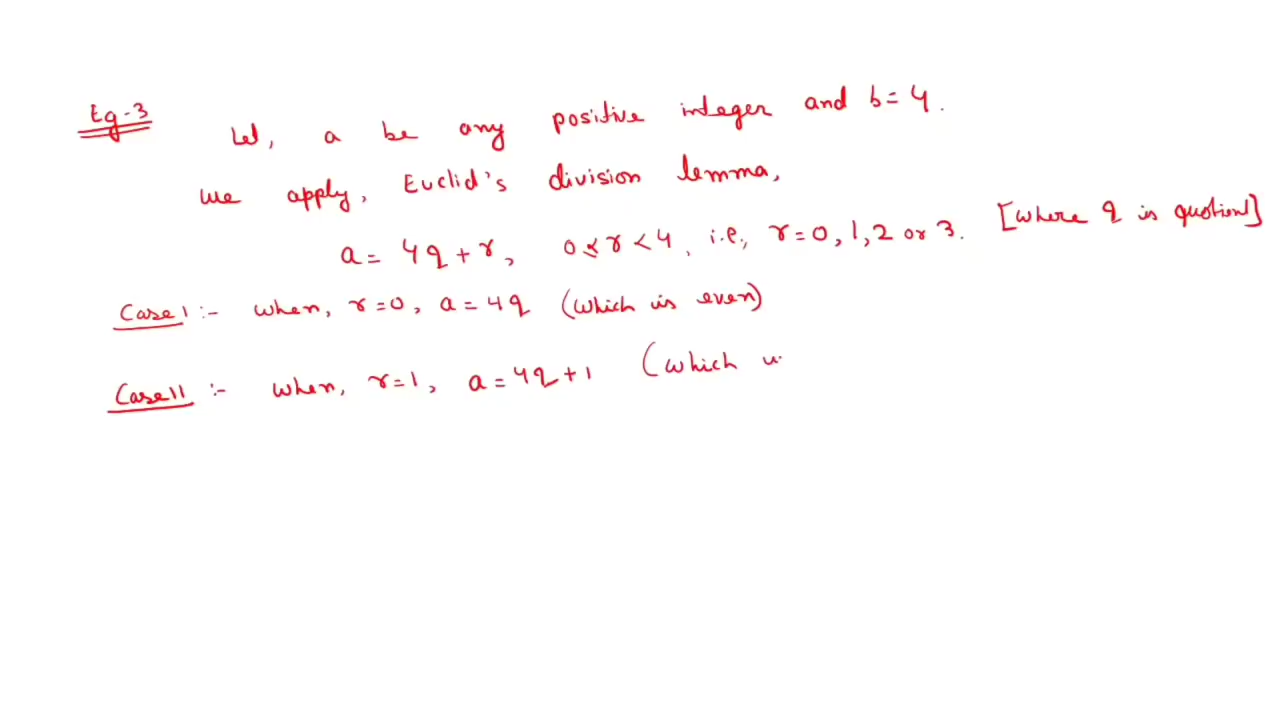 Eg-3
Let, a be any positive integer and b = 4.
we apply, Euclid's division lemma,
a = 4q + r, 0 ≤ r < 4, i.e., r = 0, 1, 2 or 3. [where q is quotient]
Case I :- when, r = 0, a = 4q (which is even)
Case II :- when, r = 1, a = 4q + 1 (which